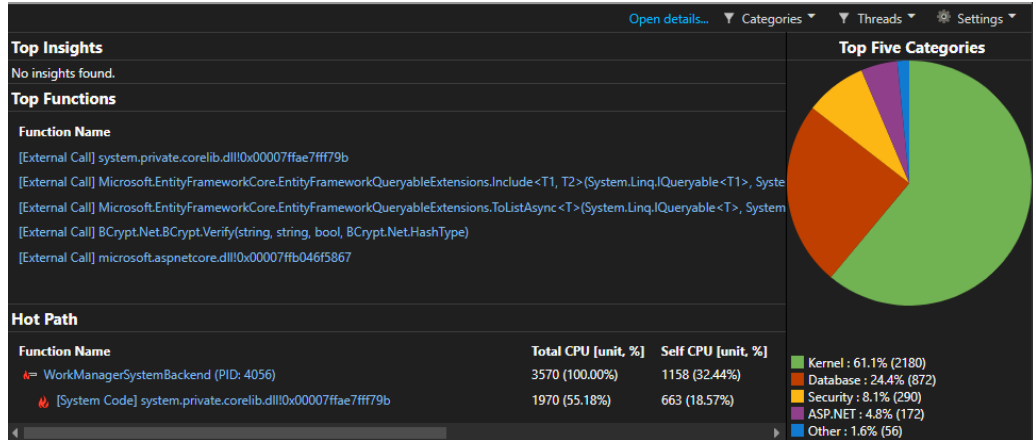 Open details... Categories Threads Settings
Top Insights
No insights found.
Top Functions
Function Name
[External Call] system.private.corelib.dll!0x00007ffae7fff79b
[External Call] Microsoft.EntityFrameworkCore.EntityFrameworkQueryableExtensions.Include<T1, T2>(System.Linq.IQueryable<T1>, Syste
[External Call] Microsoft.EntityFrameworkCore.EntityFrameworkQueryableExtensions.ToListAsync<T>(System.Linq.IQueryable<T>, System
[External Call] BCrypt.Net.BCrypt.Verify(string, string, bool, BCrypt.Net.HashType)
[External Call] microsoft.aspnetcore.dll!0x00007ffb046f5867
Hot Path
Function Name Total CPU [unit, %] Self CPU [unit, %]
WorkManagerSystemBackend (PID: 4056) 3570 (100.00%) 1158 (32.44%)
[System Code] system.private.corelib.dll!0x00007ffae7fff79b 1970 (55.18%) 663 (18.57%)
Top Five Categories
Kernel : 61.1% (2180)
Database : 24.4% (872)
Security : 8.1% (290)
ASP.NET : 4.8% (172)
Other : 1.6% (56)